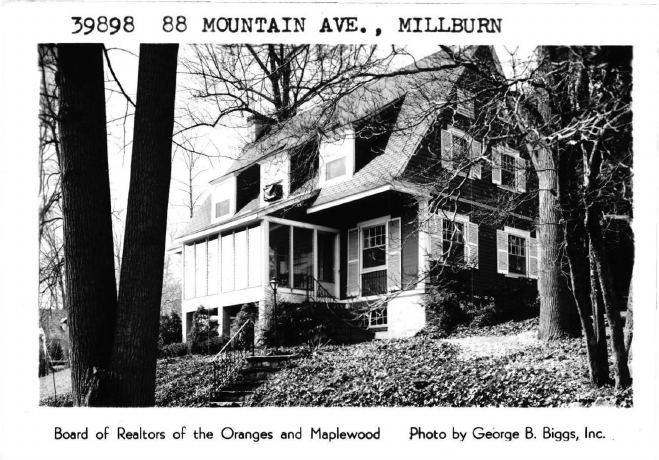 39898 88 MOUNTAIN AVE., MILLBURN
Board of Realtors of the Oranges and Maplewood Photo by George B. Biggs, Inc.